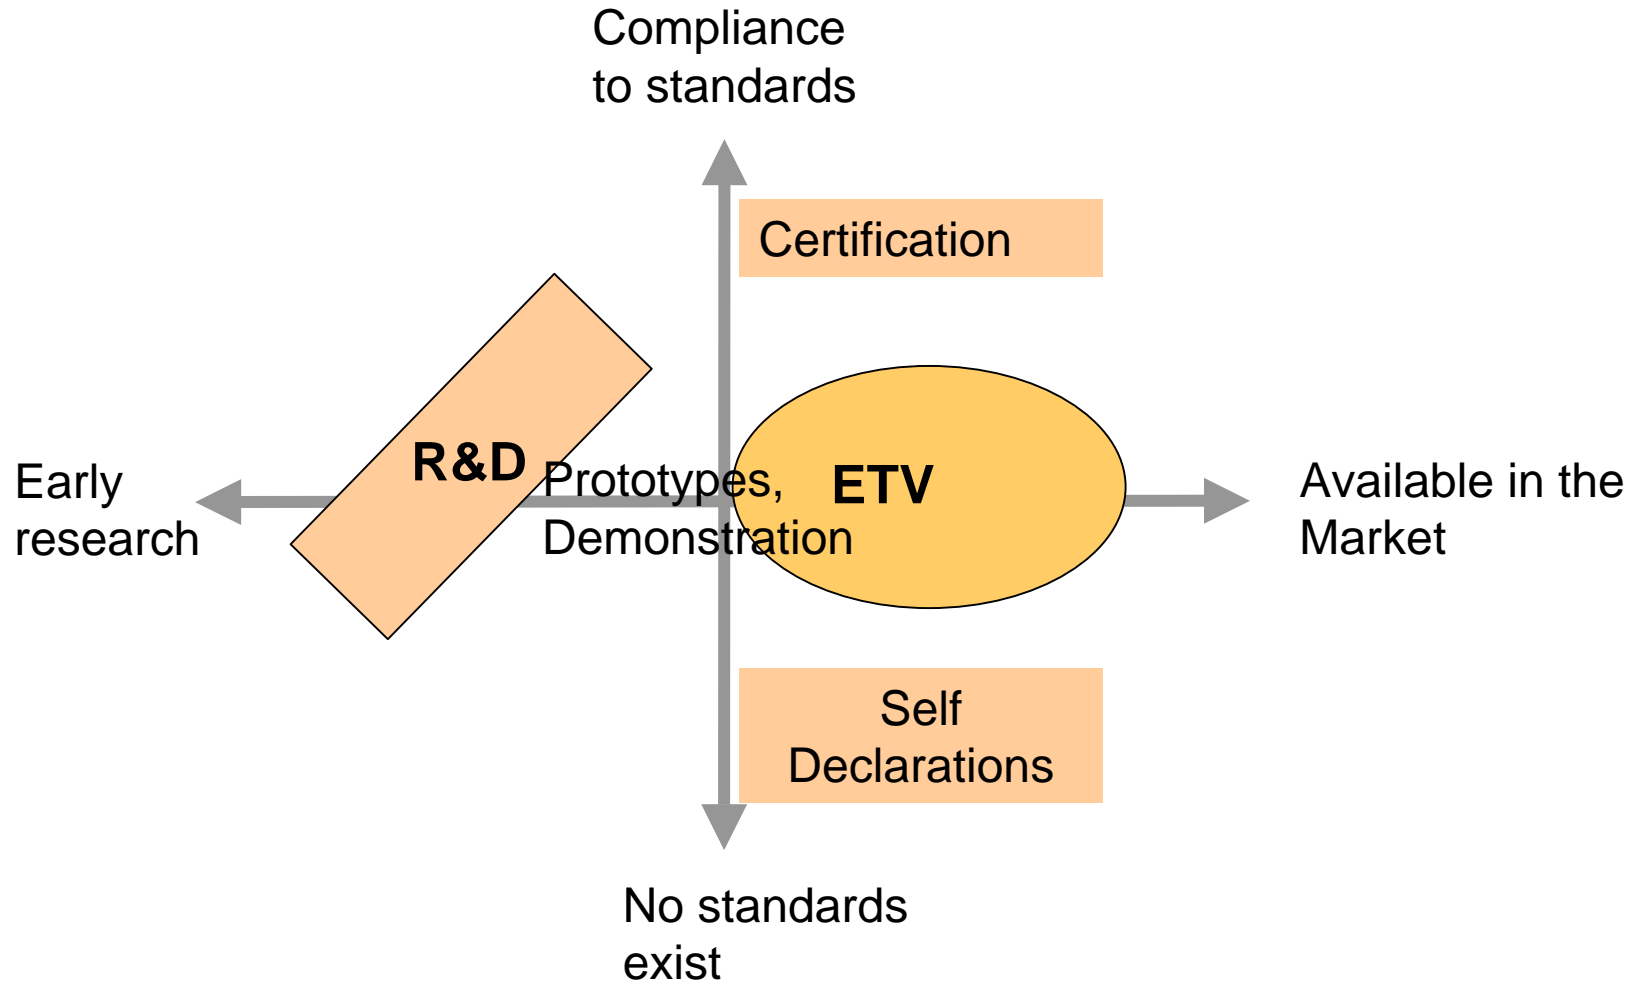 Compliance
to standards
Certification
R&D
Early
research
Prototypes,
Demonstration
ETV
Available in the
Market
Self
Declarations
No standards
exist